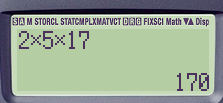 S A M STO RCL STAT CMPLX MAT VCT D R G FIX SCI Math ▼▲ Disp
2×5×17
170